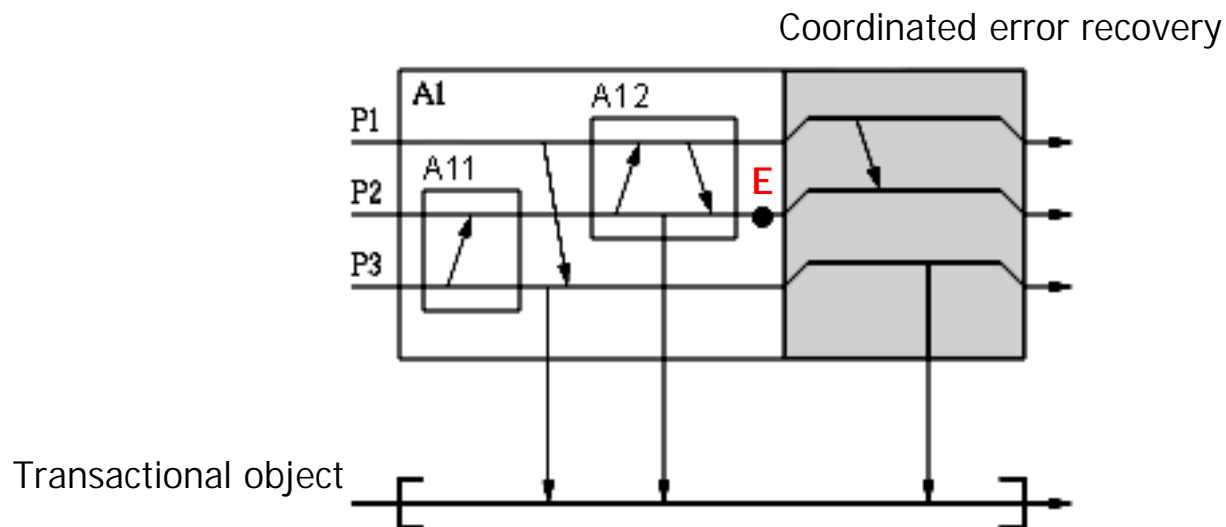 Coordinated error recovery
A1
A12
P1
A11
E
P2
P3
Transactional object